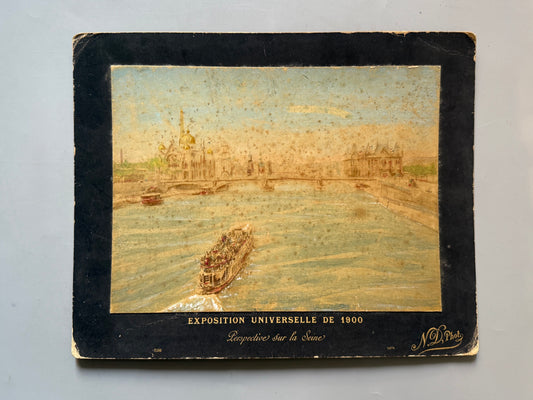 EXPOSITION UNIVERSELLE DE 1900
Perspective sur la Seine
N.D. Phot.